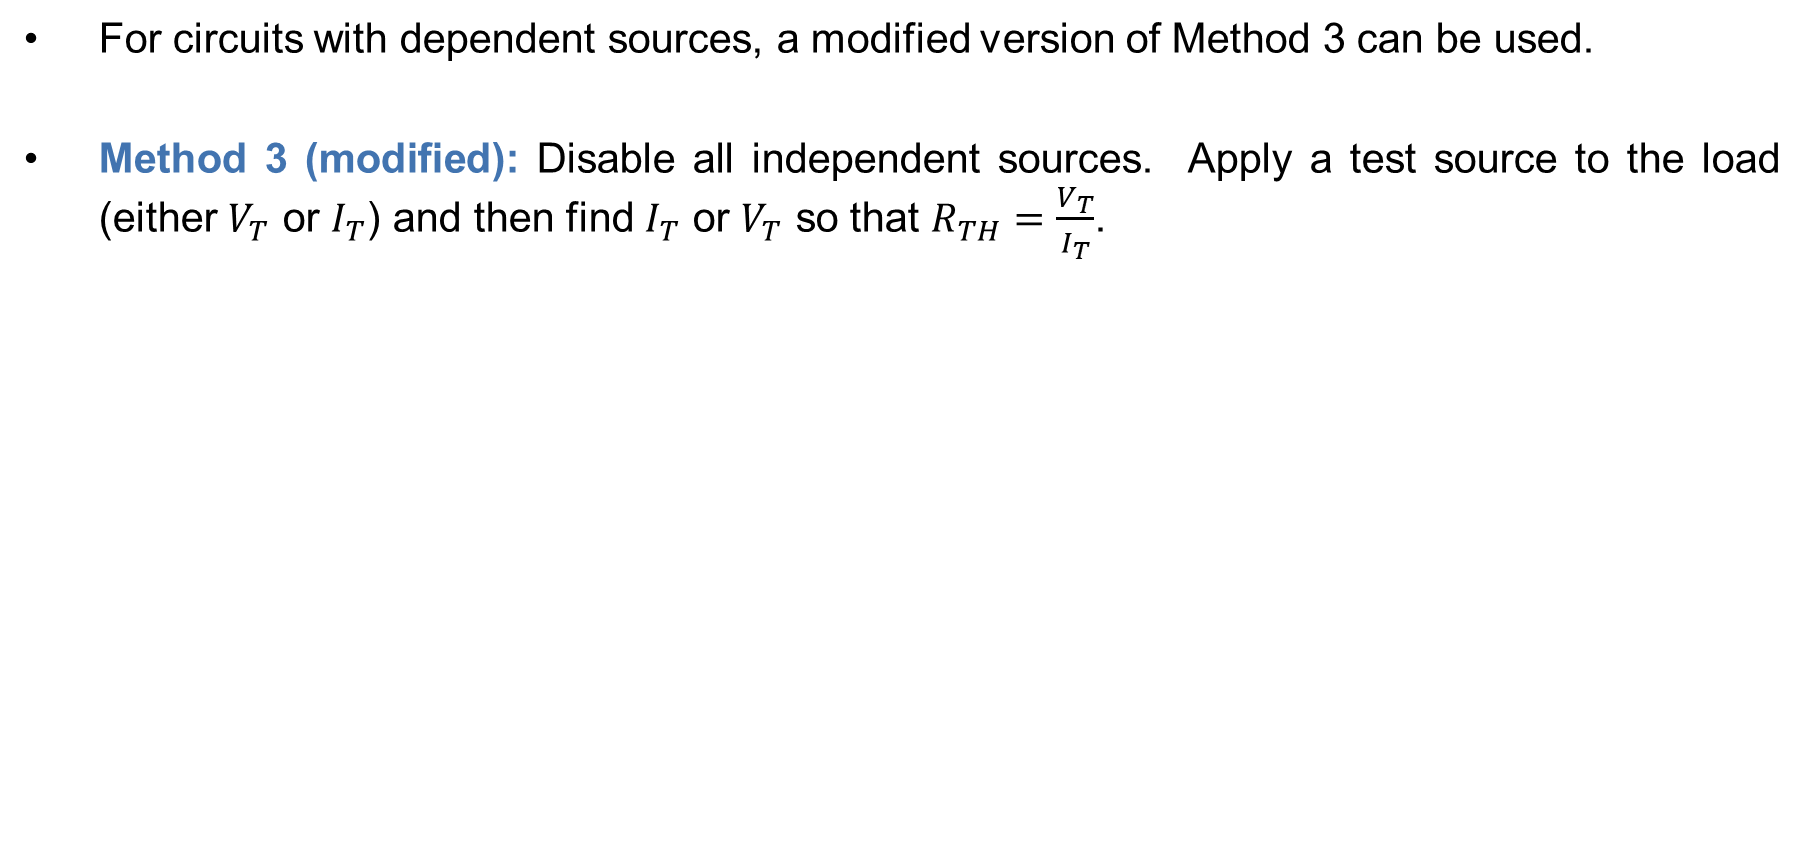 • For circuits with dependent sources, a modified version of Method 3 can be used.
• Method 3 (modified): Disable all independent sources. Apply a test source to the load
(either V_T or I_T) and then find I_T or V_T so that R_TH = V_T/I_T.